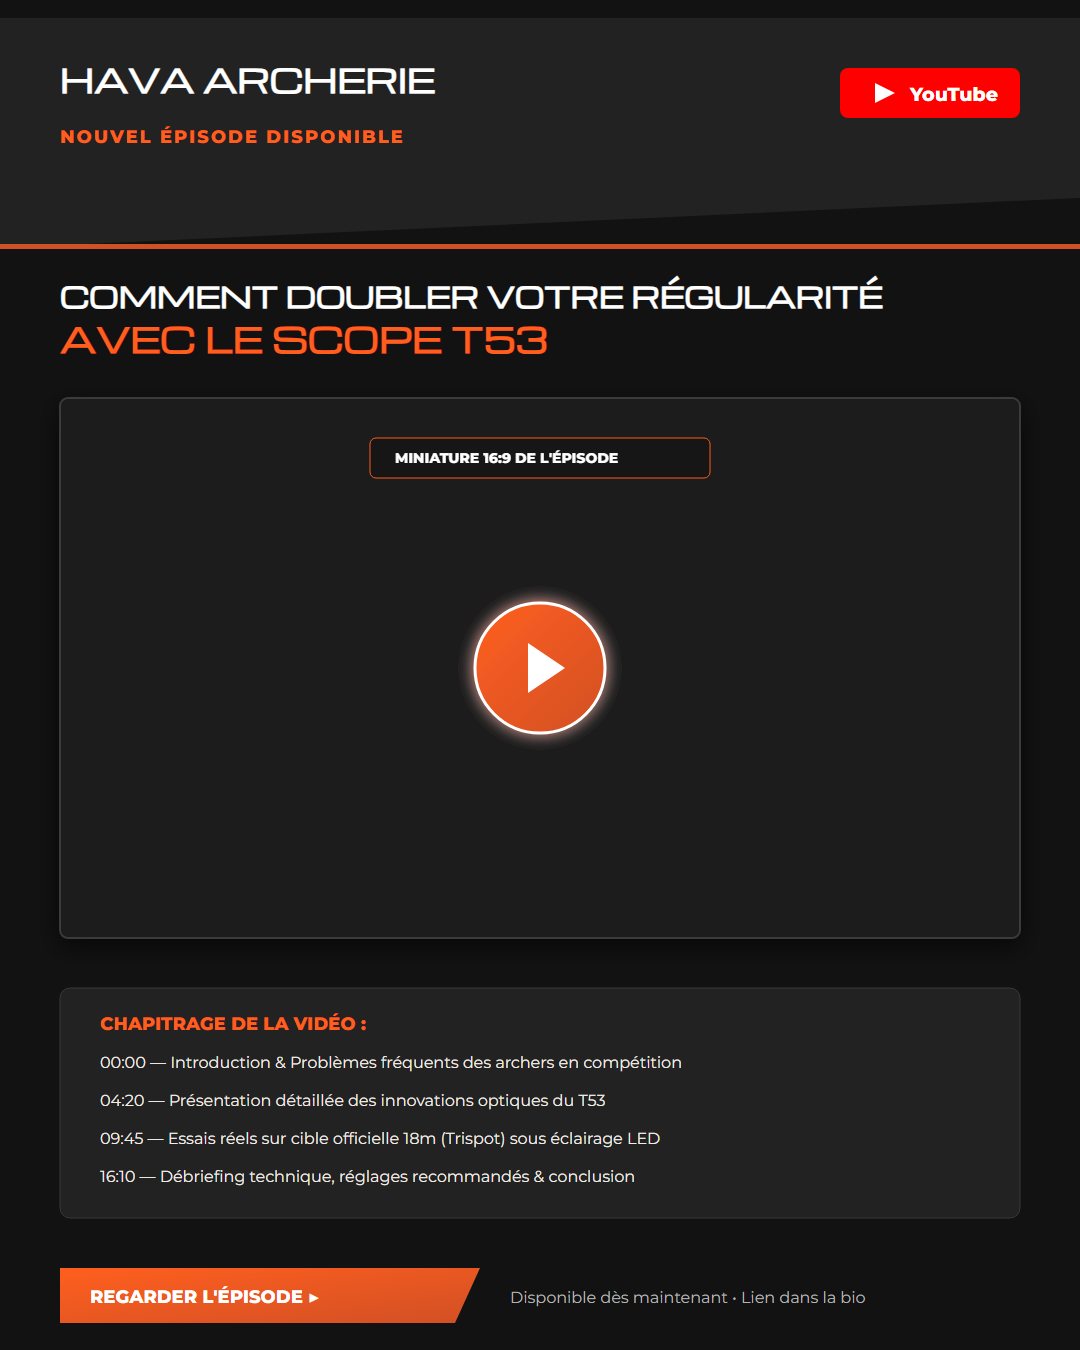 HAVA ARCHERIE
YouTube
NOUVEL ÉPISODE DISPONIBLE
COMMENT DOUBLER VOTRE RÉGULARITÉ
AVEC LE SCOPE T53
MINIATURE 16:9 DE L'ÉPISODE
CHAPITRAGE DE LA VIDÉO :
00:00 — Introduction & Problèmes fréquents des archers en compétition
04:20 — Présentation détaillée des innovations optiques du T53
09:45 — Essais réels sur cible officielle 18m (Trispot) sous éclairage LED
16:10 — Débriefing technique, réglages recommandés & conclusion
REGARDER L'ÉPISODE ▸
Disponible dès maintenant • Lien dans la bio